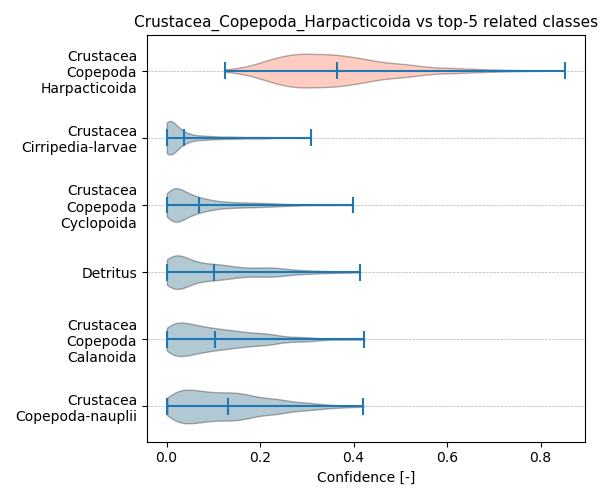 Crustacea_Copepoda_Harpacticoida vs top-5 related classes
Crustacea
Copepoda
Harpacticoida
Crustacea
Cirripedia-larvae
Crustacea
Copepoda
Cyclopoida
Detritus
Crustacea
Copepoda
Calanoida
Crustacea
Copepoda-nauplii
0.0 0.2 0.4 0.6 0.8
Confidence [-]